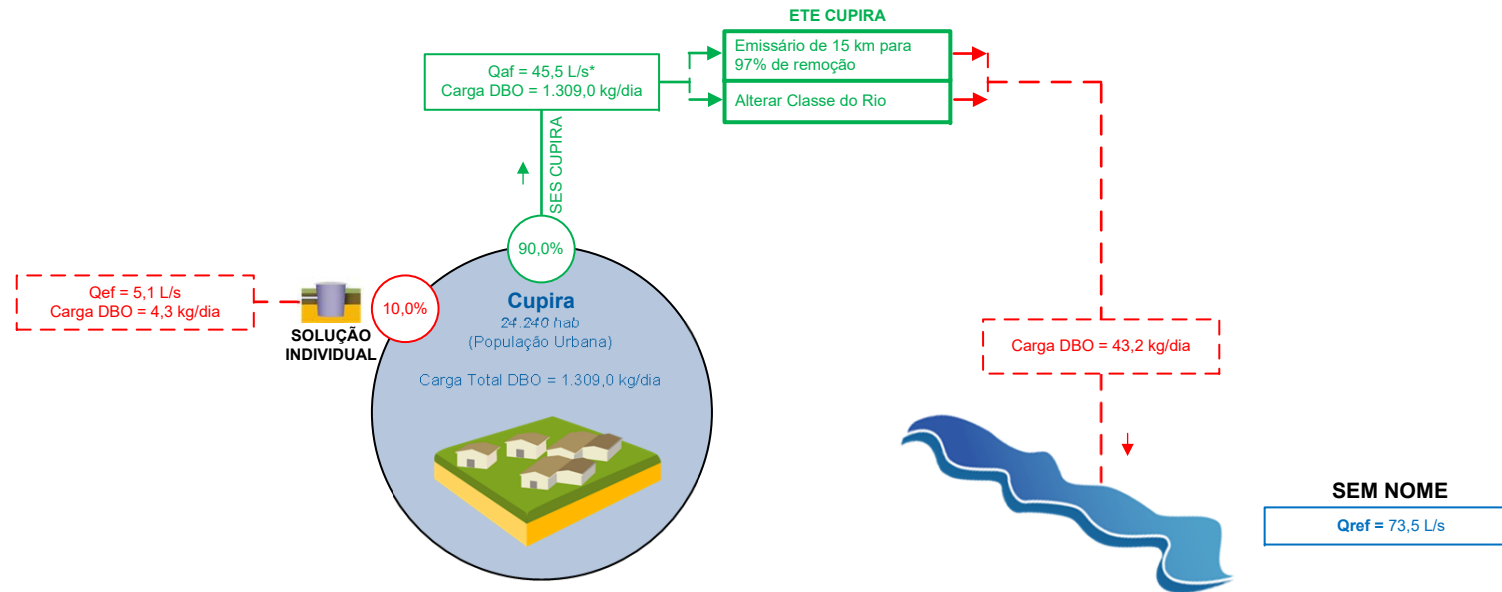 ETE CUPIRA
Emissário de 15 km para
97% de remoção
Alterar Classe do Rio
Qaf = 45,5 L/s*
Carga DBO = 1.309,0 kg/dia
SES CUPIRA
90,0%
Qef = 5,1 L/s
Carga DBO = 4,3 kg/dia
SOLUÇÃO
INDIVIDUAL
10,0%
Cupira
24.240 hab
(População Urbana)
Carga Total DBO = 1.309,0 kg/dia
Carga DBO = 43,2 kg/dia
SEM NOME
Qref = 73,5 L/s